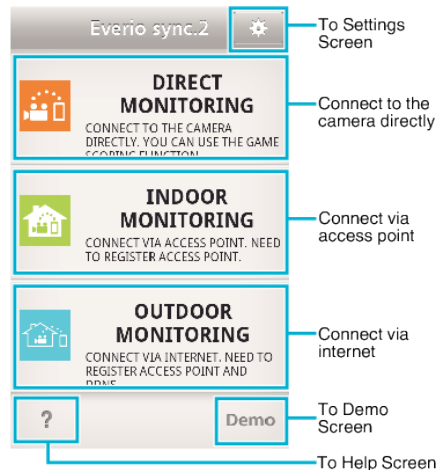 Everio sync.2
To Settings
Screen
DIRECT
MONITORING
CONNECT TO THE CAMERA
DIRECTLY. YOU CAN USE THE GAME
SCORING FUNCTION
Connect to the
camera directly
INDOOR
MONITORING
CONNECT VIA ACCESS POINT. NEED
TO REGISTER ACCESS POINT.
Connect via
access point
OUTDOOR
MONITORING
CONNECT VIA INTERNET. NEED TO
REGISTER ACCESS POINT AND
DDNS
Connect via
internet
?
Demo
To Demo
Screen
To Help Screen